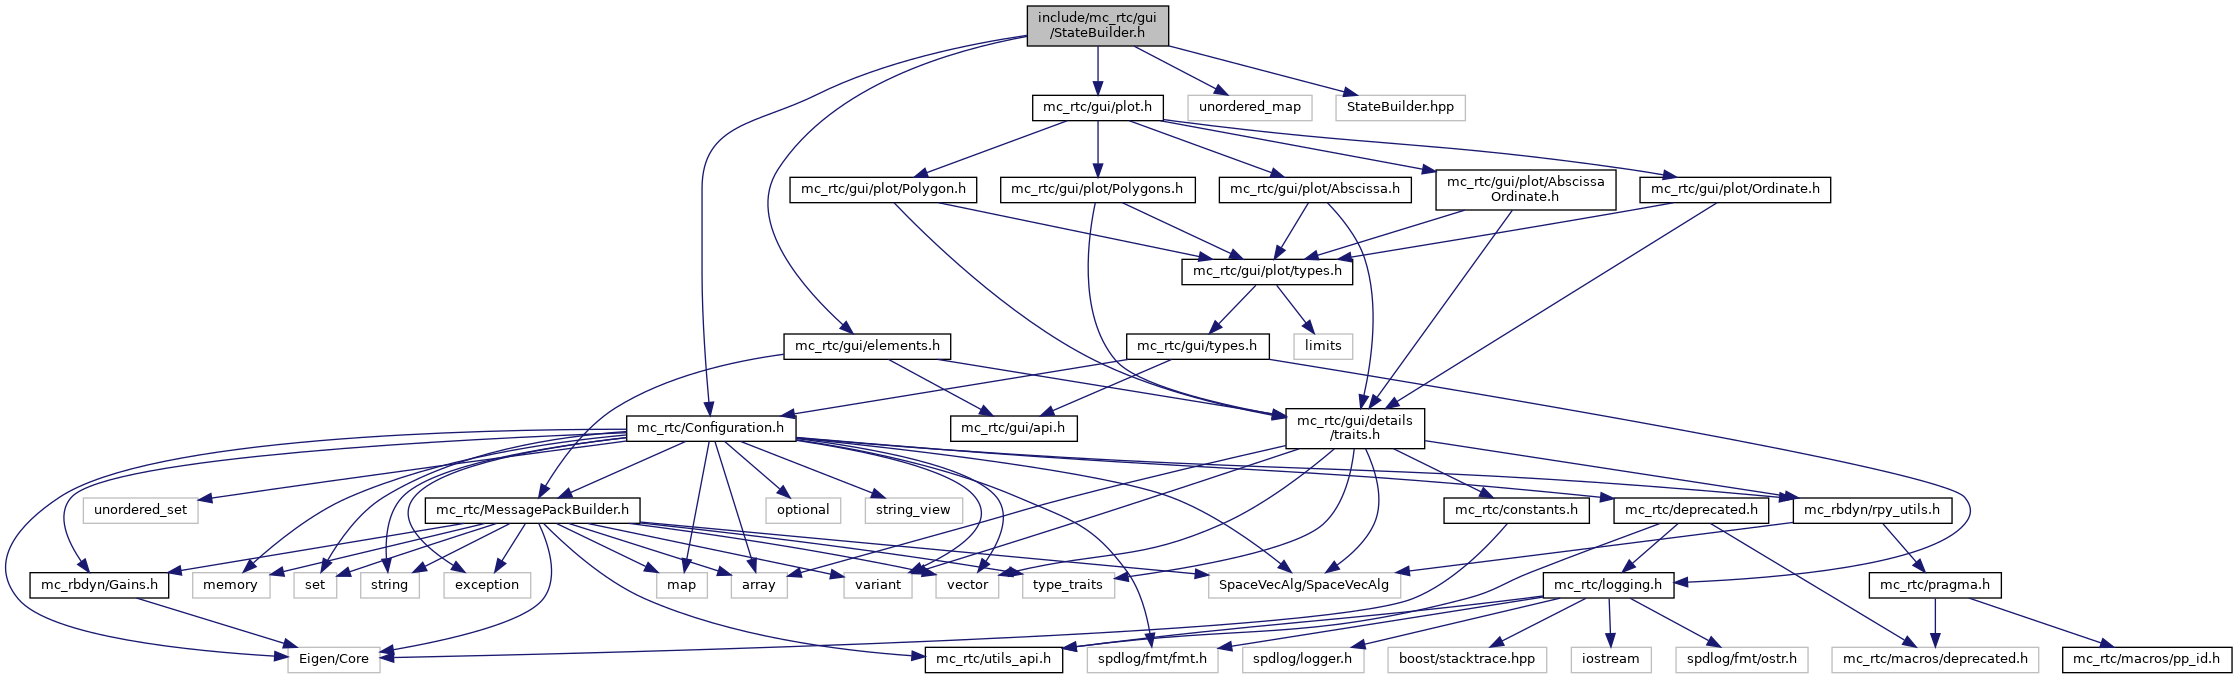 include/mc_rtc/gui
/StateBuilder.h
mc_rtc/gui/plot.h
unordered_map
StateBuilder.hpp
mc_rtc/gui/plot/Polygon.h
mc_rtc/gui/plot/Polygons.h
mc_rtc/gui/plot/Abscissa.h
mc_rtc/gui/plot/Abscissa
Ordinate.h
mc_rtc/gui/plot/Ordinate.h
mc_rtc/gui/plot/types.h
mc_rtc/gui/elements.h
mc_rtc/gui/types.h
limits
mc_rtc/Configuration.h
mc_rtc/gui/api.h
mc_rtc/gui/details
/traits.h
unordered_set
mc_rtc/MessagePackBuilder.h
optional
string_view
mc_rtc/constants.h
mc_rtc/deprecated.h
mc_rbdyn/rpy_utils.h
mc_rbdyn/Gains.h
memory
set
string
exception
map
array
variant
vector
type_traits
SpaceVecAlg/SpaceVecAlg
mc_rtc/logging.h
mc_rtc/pragma.h
Eigen/Core
mc_rtc/utils_api.h
spdlog/fmt/fmt.h
spdlog/logger.h
boost/stacktrace.hpp
iostream
spdlog/fmt/ostr.h
mc_rtc/macros/deprecated.h
mc_rtc/macros/pp_id.h